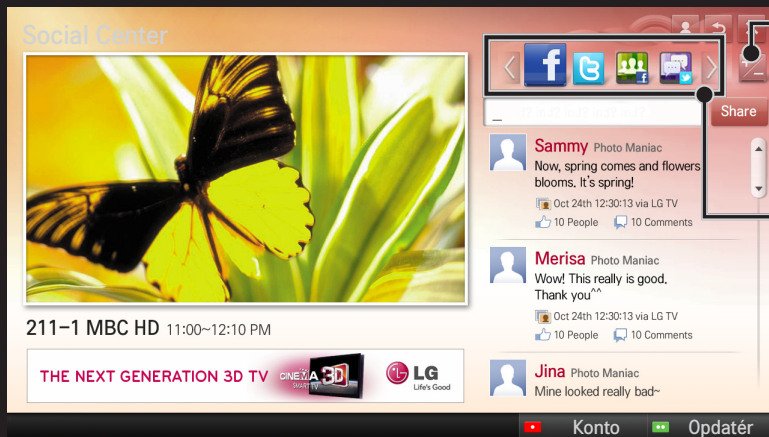 Social Center
Share
Sammy Photo Maniac
Now, spring comes and flowers
blooms. It's spring!
Oct 24th 12:30:13 via LG TV
10 People 10 Comments
Merisa Photo Maniac
Wow! This really is good.
Thank you^^
Oct 24th 12:30:13 via LG TV
10 People 10 Comments
Jina Photo Maniac
Mine looked really bad~
211-1 MBC HD 11:00~12:10 PM
THE NEXT GENERATION 3D TV CINEMA 3D SMART TV LG
Life's Good
Konto Opdatér